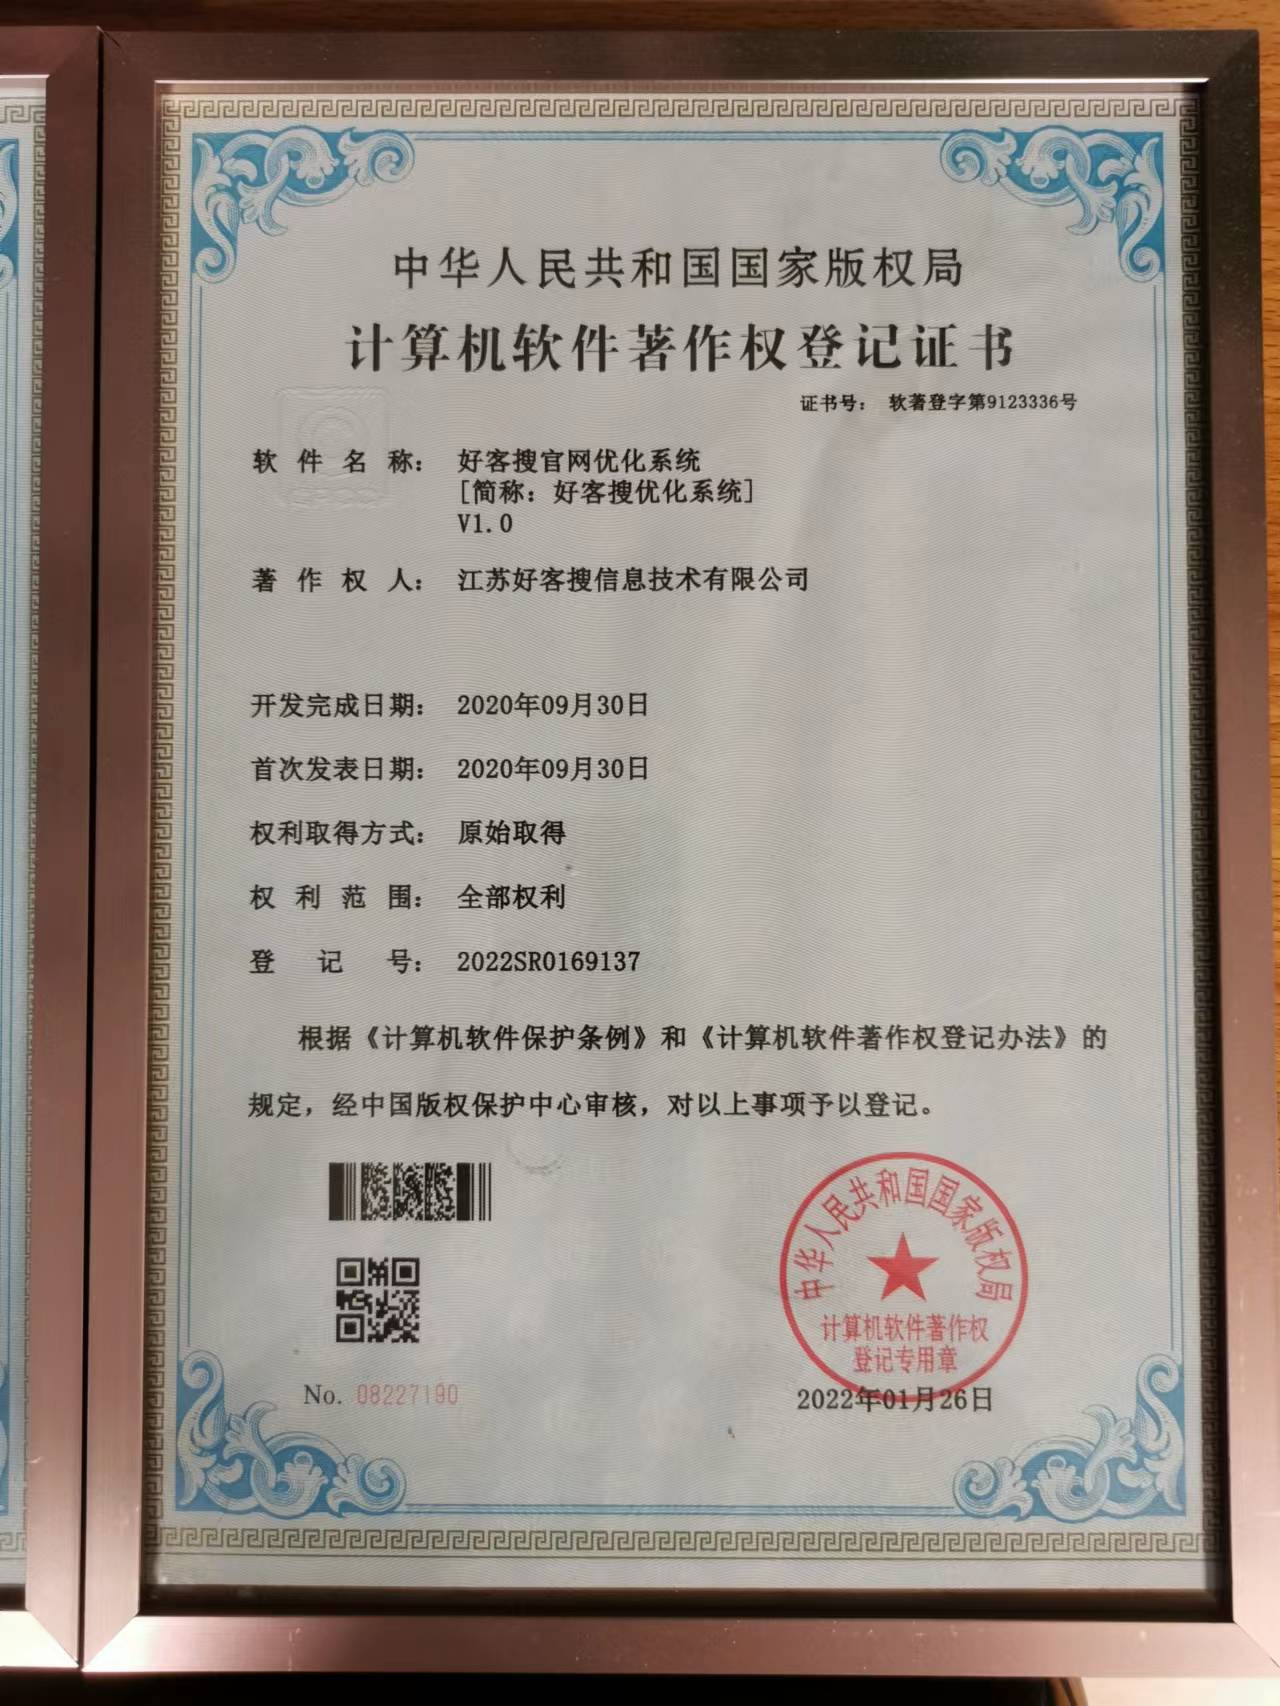 中华人民共和国国家版权局
计算机软件著作权登记证书
证书号： 软著登字第9123336号
软件名称： 好客搜官网优化系统
[简称：好客搜优化系统]
V1.0
著作权人： 江苏好客搜信息技术有限公司
开发完成日期： 2020年09月30日
首次发表日期： 2020年09月30日
权利取得方式： 原始取得
权利范围： 全部权利
登记号： 2022SR0169137
根据《计算机软件保护条例》和《计算机软件著作权登记办法》的
规定，经中国版权保护中心审核，对以上事项予以登记。
中华人民共和国国家版权局
计算机软件著作权
登记专用章
No. 08227190
2022年01月26日